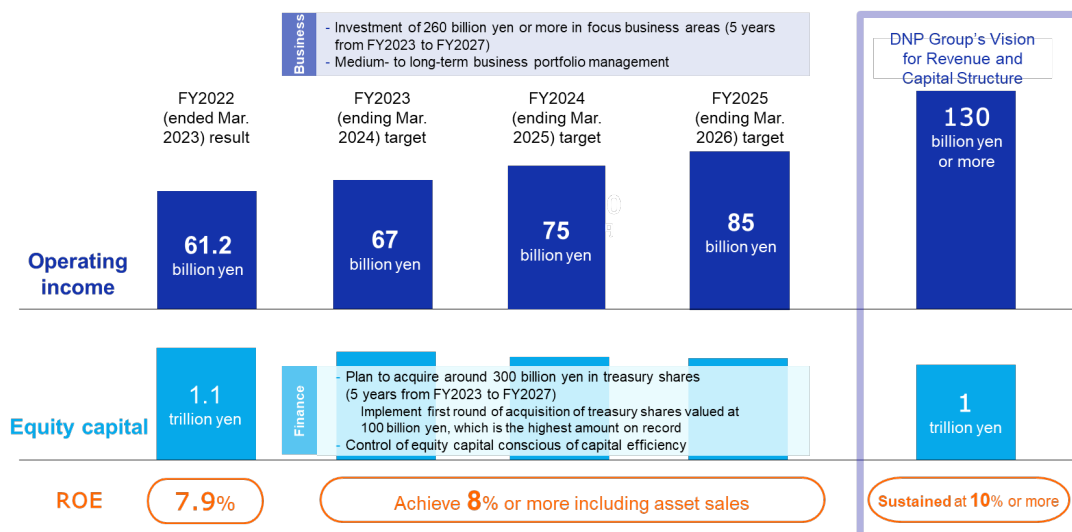 Business
- Investment of 260 billion yen or more in focus business areas (5 years
from FY2023 to FY2027)
- Medium- to long-term business portfolio management
DNP Group's Vision
for Revenue and
Capital Structure
FY2022
(ended Mar.
2023) result
FY2023
(ending Mar.
2024) target
FY2024
(ending Mar.
2025) target
FY2025
(ending Mar.
2026) target
Operating
income
61.2
billion yen
67
billion yen
75
billion yen
85
billion yen
130
billion yen
or more
Equity capital
1.1
trillion yen
Finance
- Plan to acquire around 300 billion yen in treasury shares
(5 years from FY2023 to FY2027)
Implement first round of acquisition of treasury shares valued at
100 billion yen, which is the highest amount on record
- Control of equity capital conscious of capital efficiency
1
trillion yen
ROE
7.9%
Achieve 8% or more including asset sales
Sustained at 10% or more